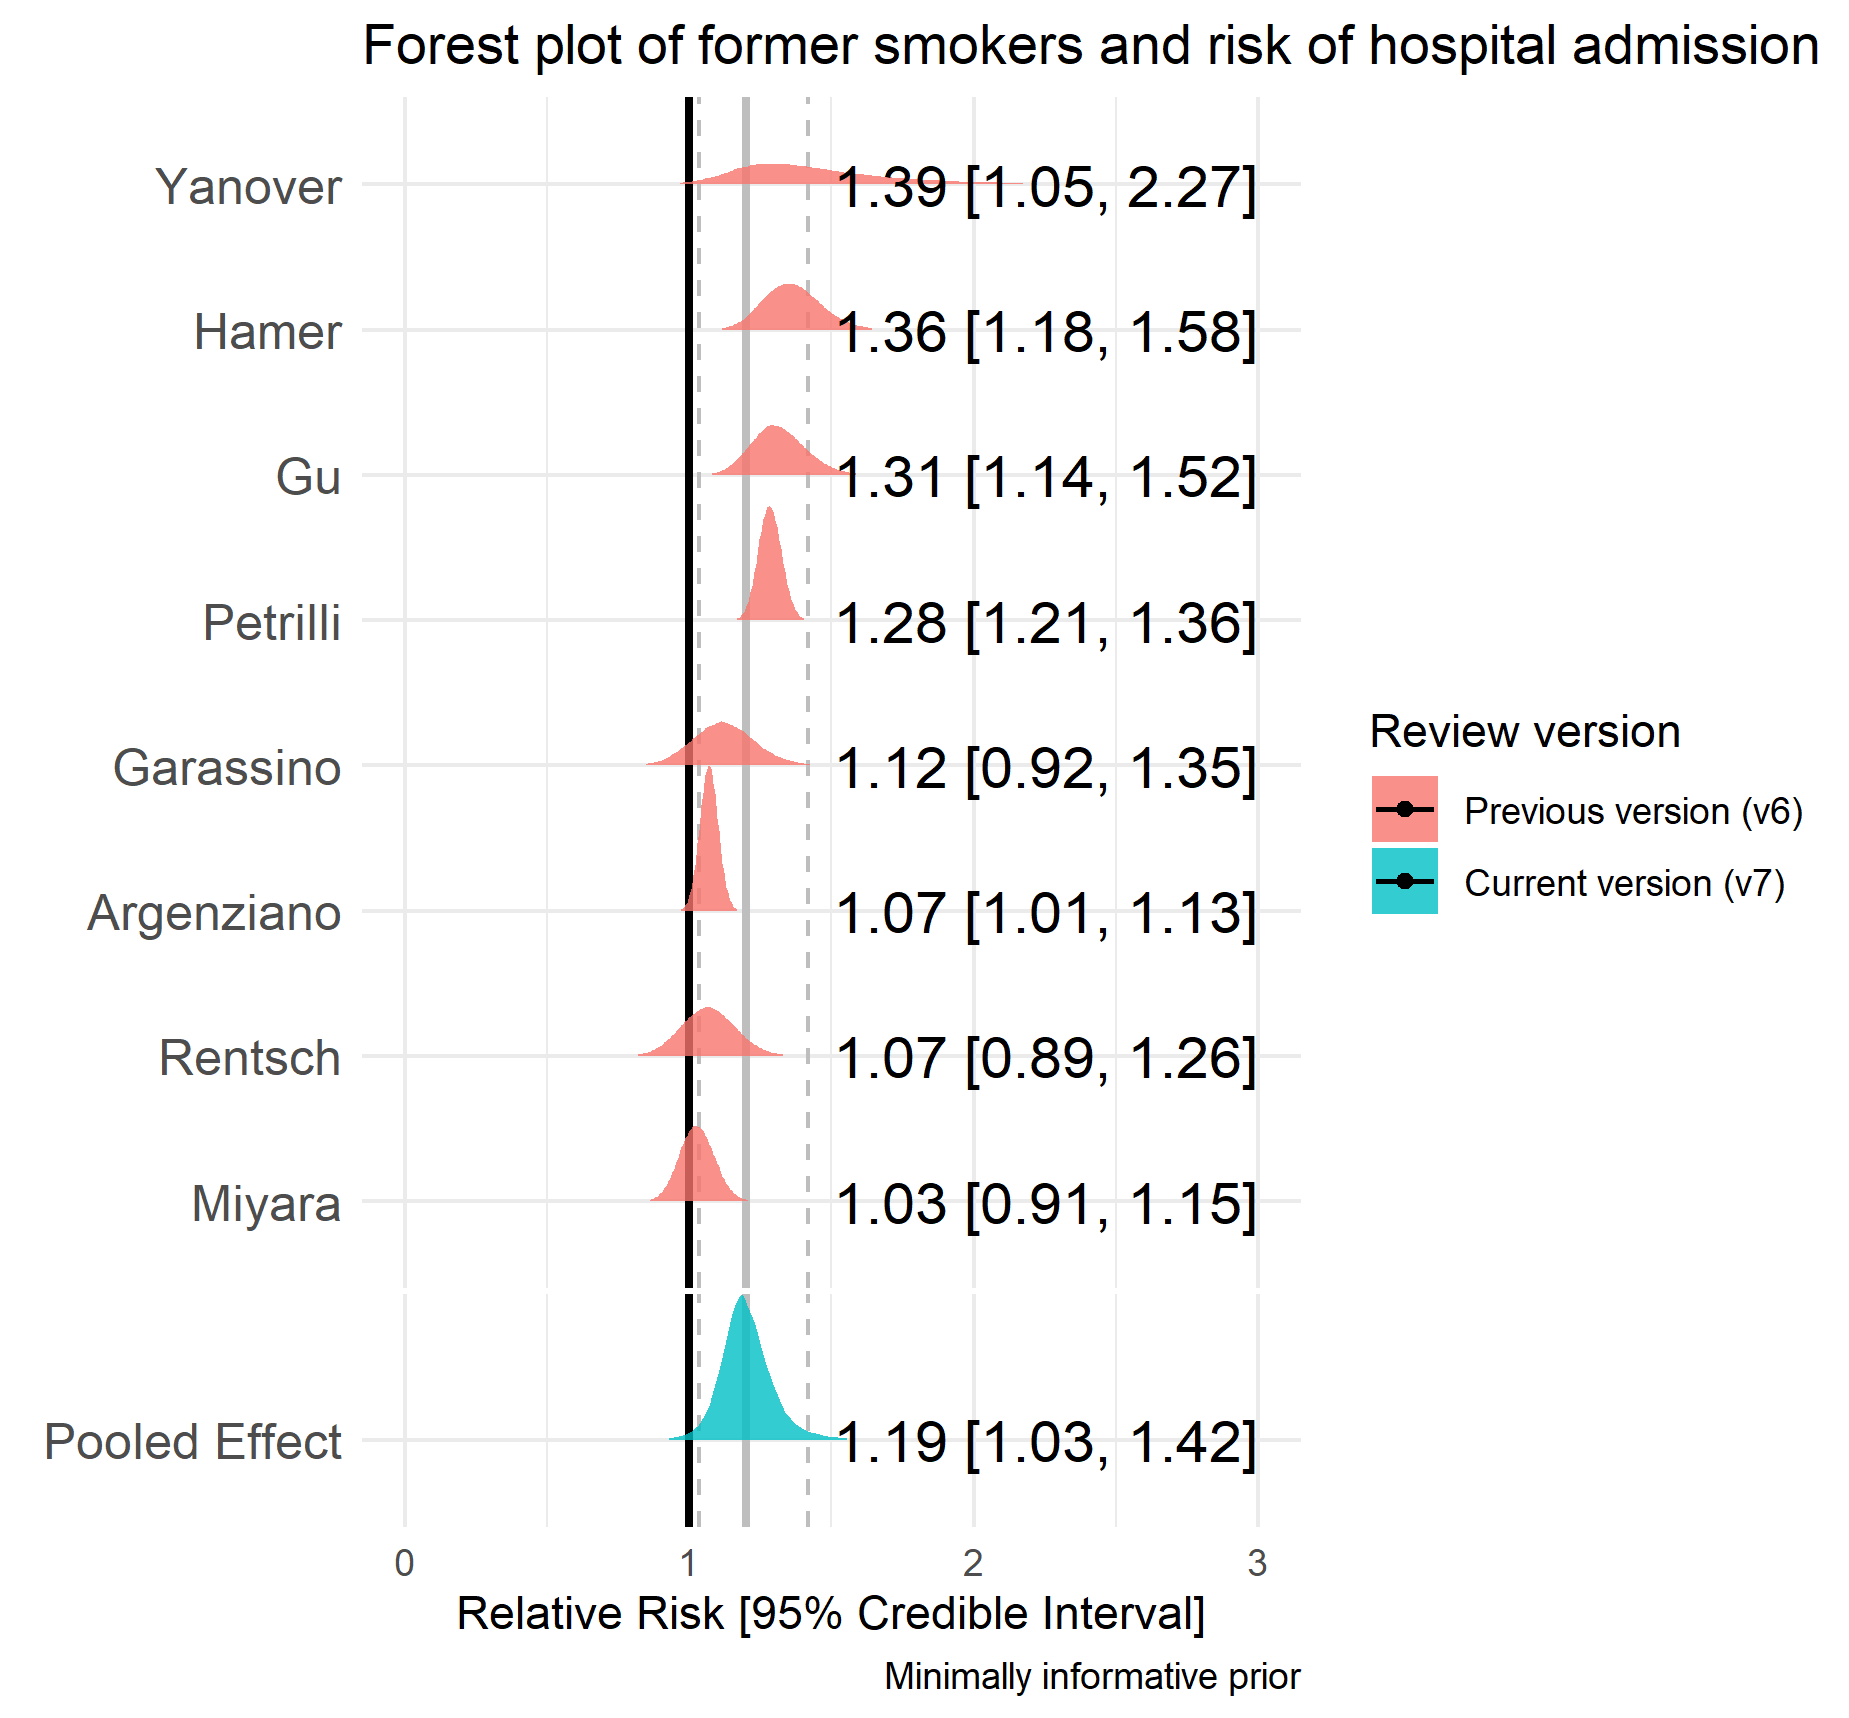 Forest plot of former smokers and risk of hospital admission
Yanover 1.39 [1.05, 2.27]
Hamer 1.36 [1.18, 1.58]
Gu 1.31 [1.14, 1.52]
Petrilli 1.28 [1.21, 1.36]
Garassino 1.12 [0.92, 1.35]
Argenziano 1.07 [1.01, 1.13]
Rentsch 1.07 [0.89, 1.26]
Miyara 1.03 [0.91, 1.15]
Pooled Effect 1.19 [1.03, 1.42]
0 1 2 3
Relative Risk [95% Credible Interval]
Minimally informative prior
Review version
Previous version (v6)
Current version (v7)